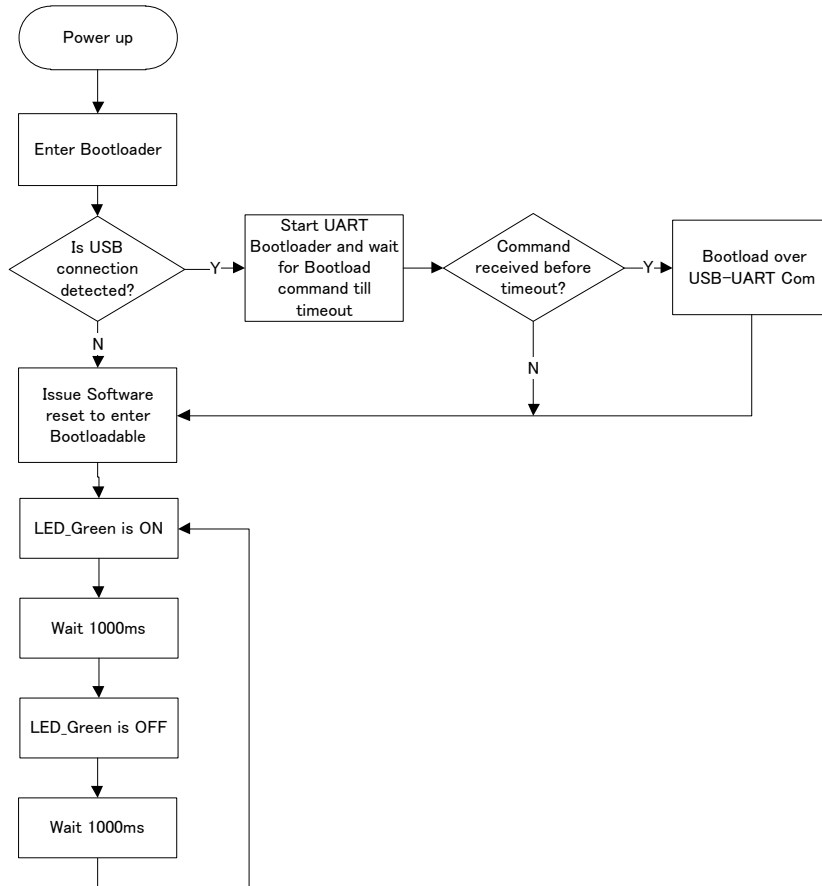 Power up
Enter Bootloader
Is USB
connection
detected?
Y
Start UART
Bootloader and wait
for Bootload
command till
timeout
Command
received before
timeout?
Y
Bootload over
USB-UART Com
N
N
Issue Software
reset to enter
Bootloadable
LED_Green is ON
Wait 1000ms
LED_Green is OFF
Wait 1000ms